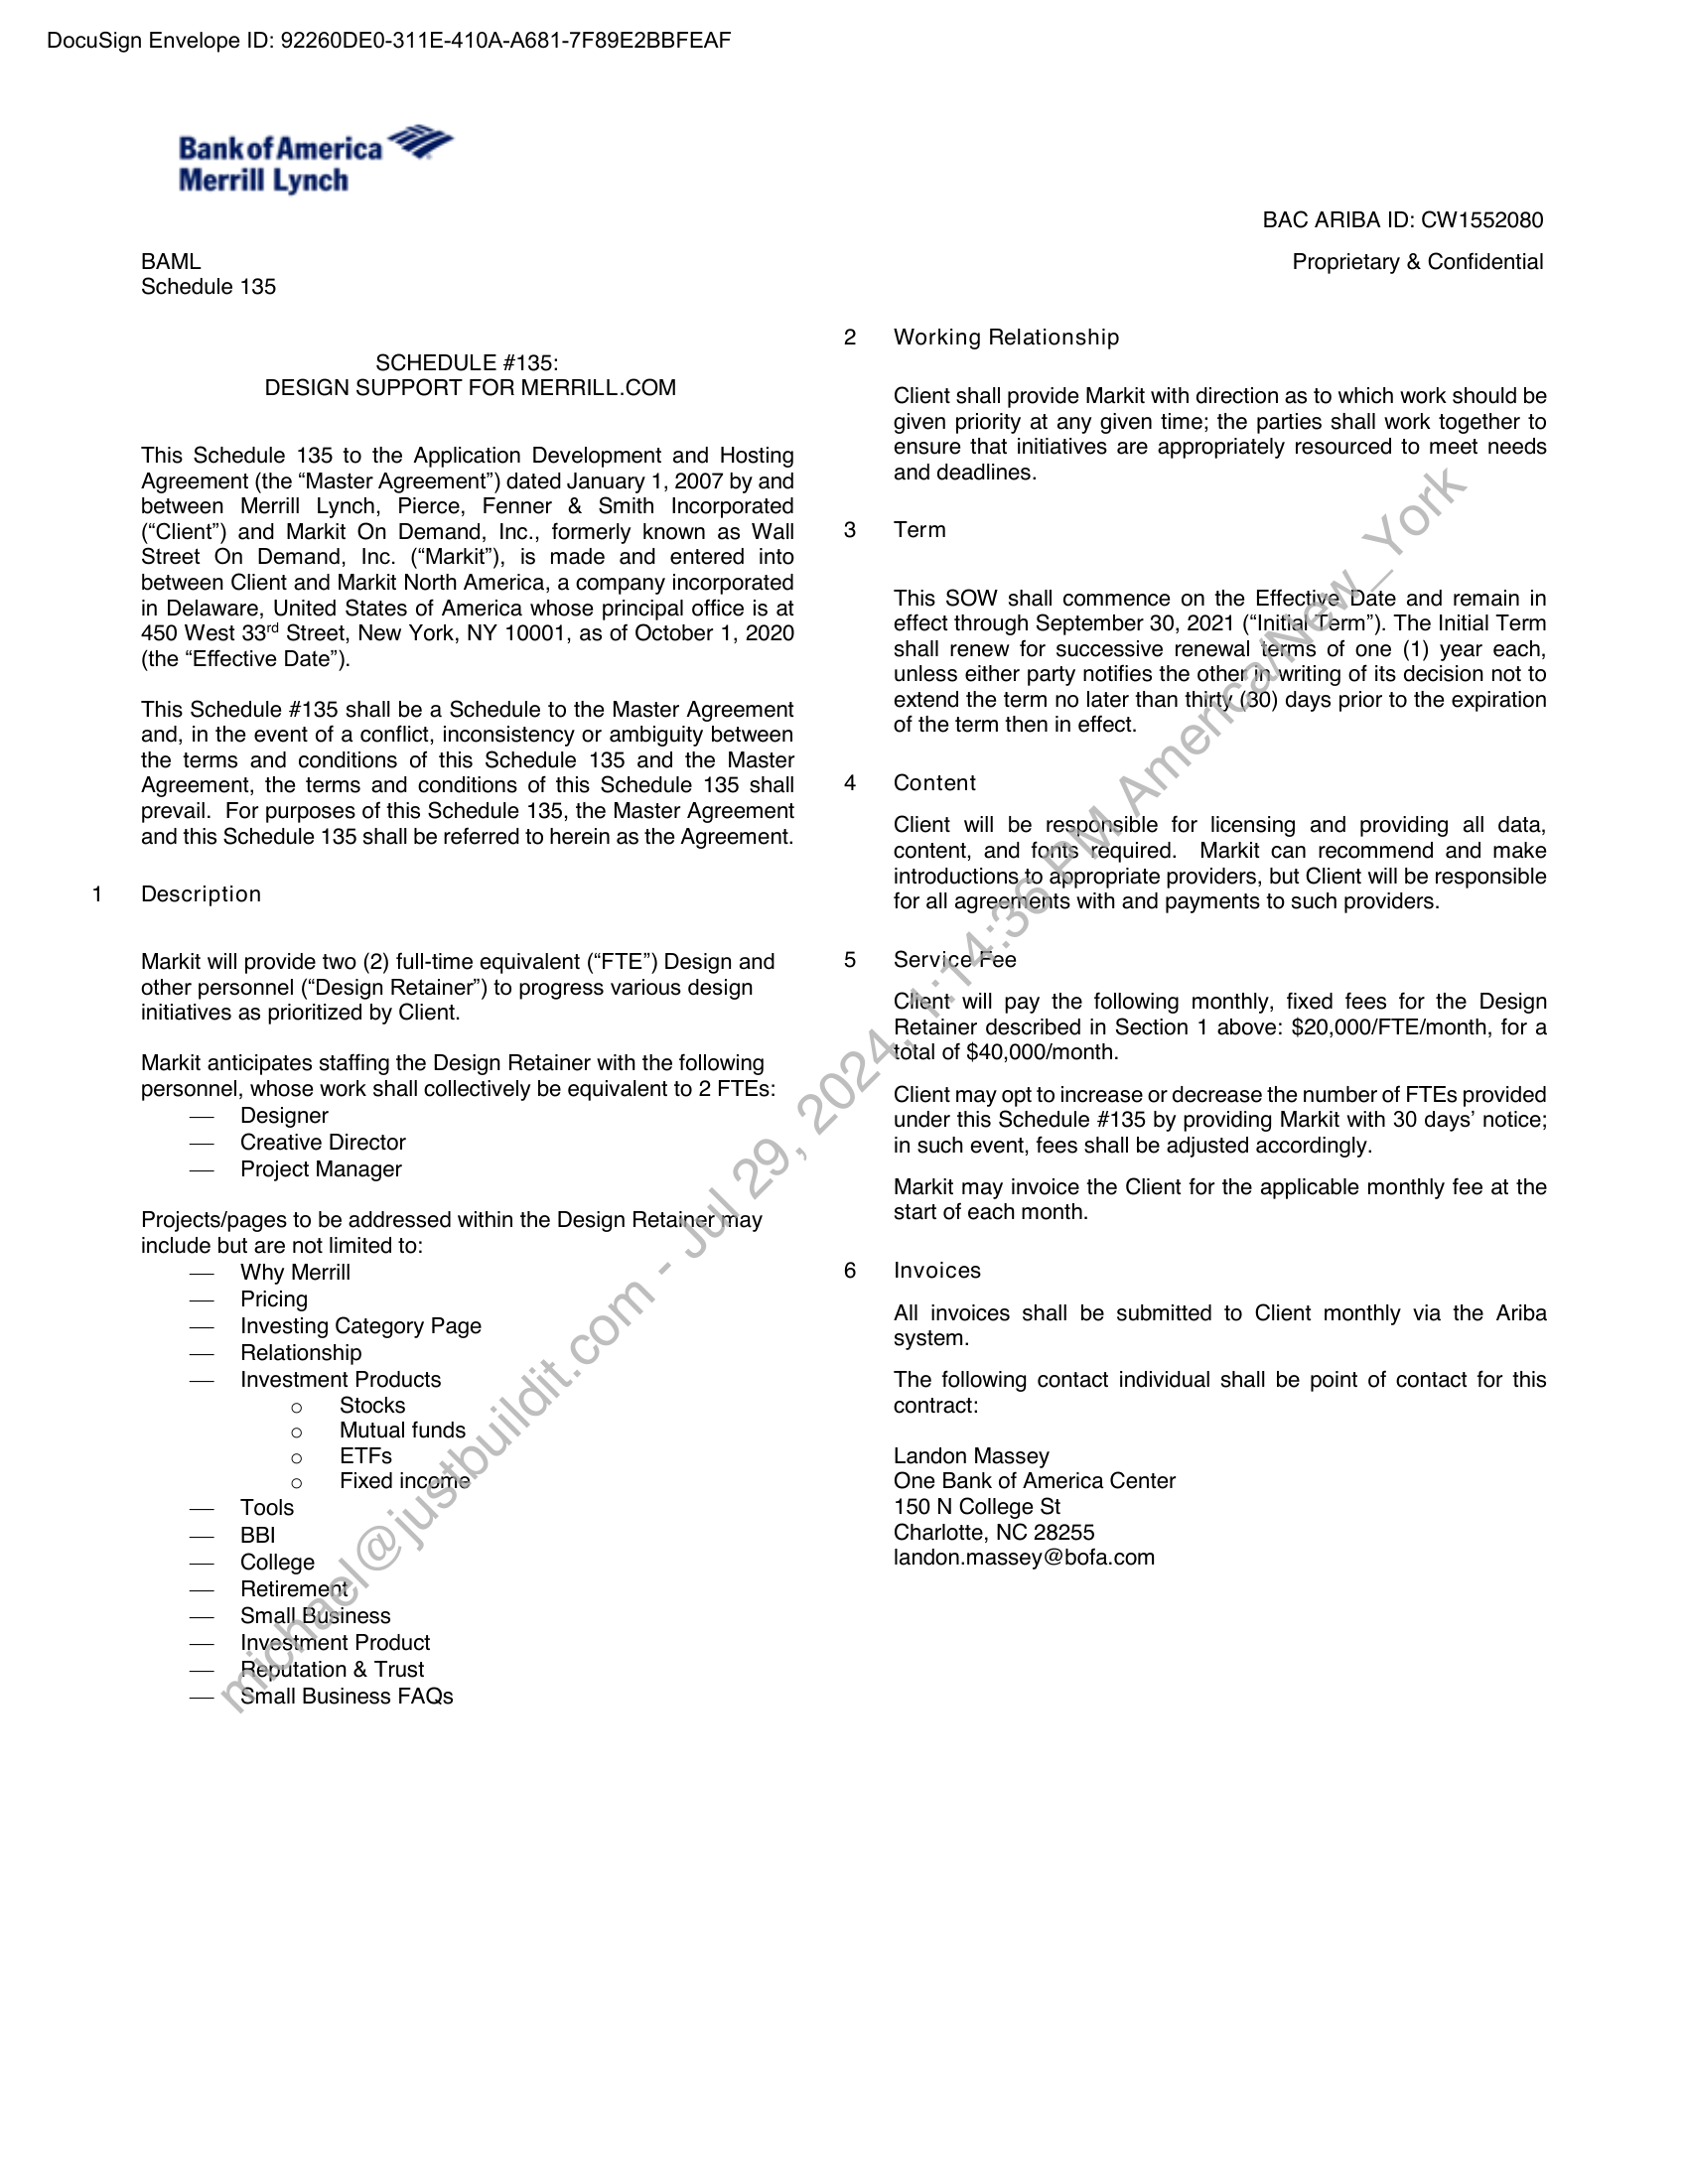 DocuSign Envelope ID: 92260DE0-311E-410A-A681-7F89E2BBFEAF
Bank of America
Merrill Lynch
BAC ARIBA ID: CW1552080
BAML
Schedule 135
Proprietary & Confidential
SCHEDULE #135:
DESIGN SUPPORT FOR MERRILL.COM
This Schedule 135 to the Application Development and Hosting
Agreement (the “Master Agreement”) dated January 1, 2007 by and
between Merrill Lynch, Pierce, Fenner & Smith Incorporated
(“Client”) and Markit On Demand, Inc., formerly known as Wall
Street On Demand, Inc. (“Markit”), is made and entered into
between Client and Markit North America, a company incorporated
in Delaware, United States of America whose principal office is at
450 West 33rd Street, New York, NY 10001, as of October 1, 2020
(the “Effective Date”).
This Schedule #135 shall be a Schedule to the Master Agreement
and, in the event of a conflict, inconsistency or ambiguity between
the terms and conditions of this Schedule 135 and the Master
Agreement, the terms and conditions of this Schedule 135 shall
prevail.  For purposes of this Schedule 135, the Master Agreement
and this Schedule 135 shall be referred to herein as the Agreement.
1 Description
Markit will provide two (2) full-time equivalent (“FTE”) Design and
other personnel (“Design Retainer”) to progress various design
initiatives as prioritized by Client.
Markit anticipates staffing the Design Retainer with the following
personnel, whose work shall collectively be equivalent to 2 FTEs:
— Designer
— Creative Director
— Project Manager
Projects/pages to be addressed within the Design Retainer may
include but are not limited to:
— Why Merrill
— Pricing
— Investing Category Page
— Relationship
— Investment Products
o Stocks
o Mutual funds
o ETFs
o Fixed income
— Tools
— BBI
— College
— Retirement
— Small Business
— Investment Product
— Reputation & Trust
— Small Business FAQs
2 Working Relationship
Client shall provide Markit with direction as to which work should be
given priority at any given time; the parties shall work together to
ensure that initiatives are appropriately resourced to meet needs
and deadlines.
3 Term
This SOW shall commence on the Effective Date and remain in
effect through September 30, 2021 (“Initial Term”). The Initial Term
shall renew for successive renewal terms of one (1) year each,
unless either party notifies the other in writing of its decision not to
extend the term no later than thirty (30) days prior to the expiration
of the term then in effect.
4 Content
Client will be responsible for licensing and providing all data,
content, and fonts required.  Markit can recommend and make
introductions to appropriate providers, but Client will be responsible
for all agreements with and payments to such providers.
5 Service Fee
Client will pay the following monthly, fixed fees for the Design
Retainer described in Section 1 above: $20,000/FTE/month, for a
total of $40,000/month.
Client may opt to increase or decrease the number of FTEs provided
under this Schedule #135 by providing Markit with 30 days’ notice;
in such event, fees shall be adjusted accordingly.
Markit may invoice the Client for the applicable monthly fee at the
start of each month.
6 Invoices
All invoices shall be submitted to Client monthly via the Ariba
system.
The following contact individual shall be point of contact for this
contract:
Landon Massey
One Bank of America Center
150 N College St
Charlotte, NC 28255
landon.massey@bofa.com
michael@justbuildit.com - Jul 29, 2024, 1:14:36 PM America/New_York